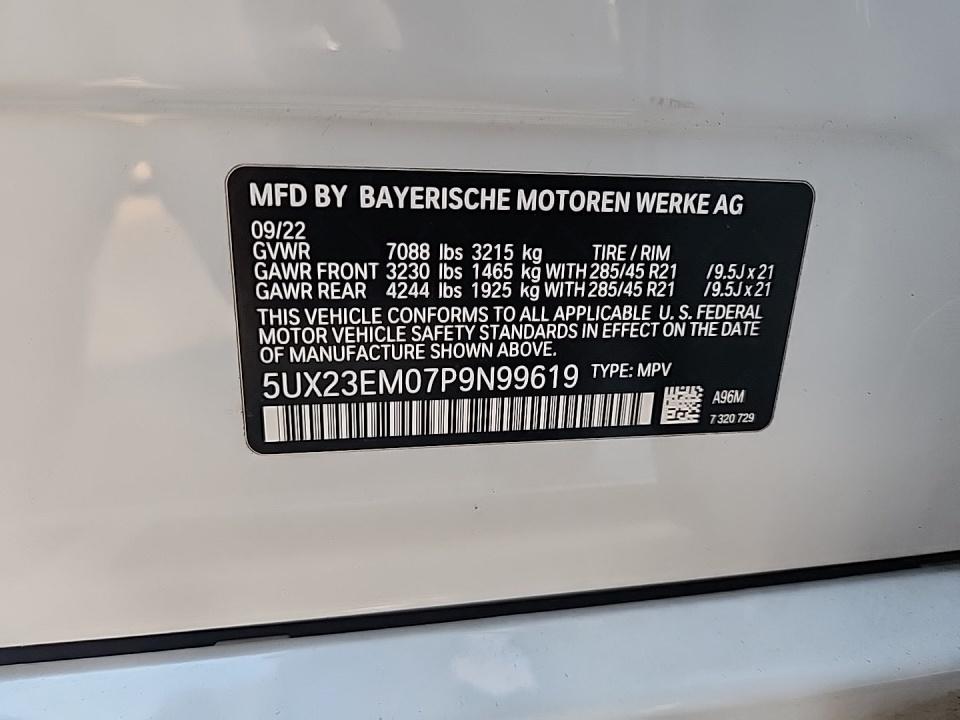 MFD BY BAYERISCHE MOTOREN WERKE AG
09/22
GVWR 7088 lbs 3215 kg TIRE / RIM
GAWR FRONT 3230 lbs 1465 kg WITH 285/45 R21 /9.5J x 21
GAWR REAR 4244 lbs 1925 kg WITH 285/45 R21 /9.5J x 21
THIS VEHICLE CONFORMS TO ALL APPLICABLE U. S. FEDERAL
MOTOR VEHICLE SAFETY STANDARDS IN EFFECT ON THE DATE
OF MANUFACTURE SHOWN ABOVE.
5UX23EM07P9N99619 TYPE: MPV
A96M
7 320 729